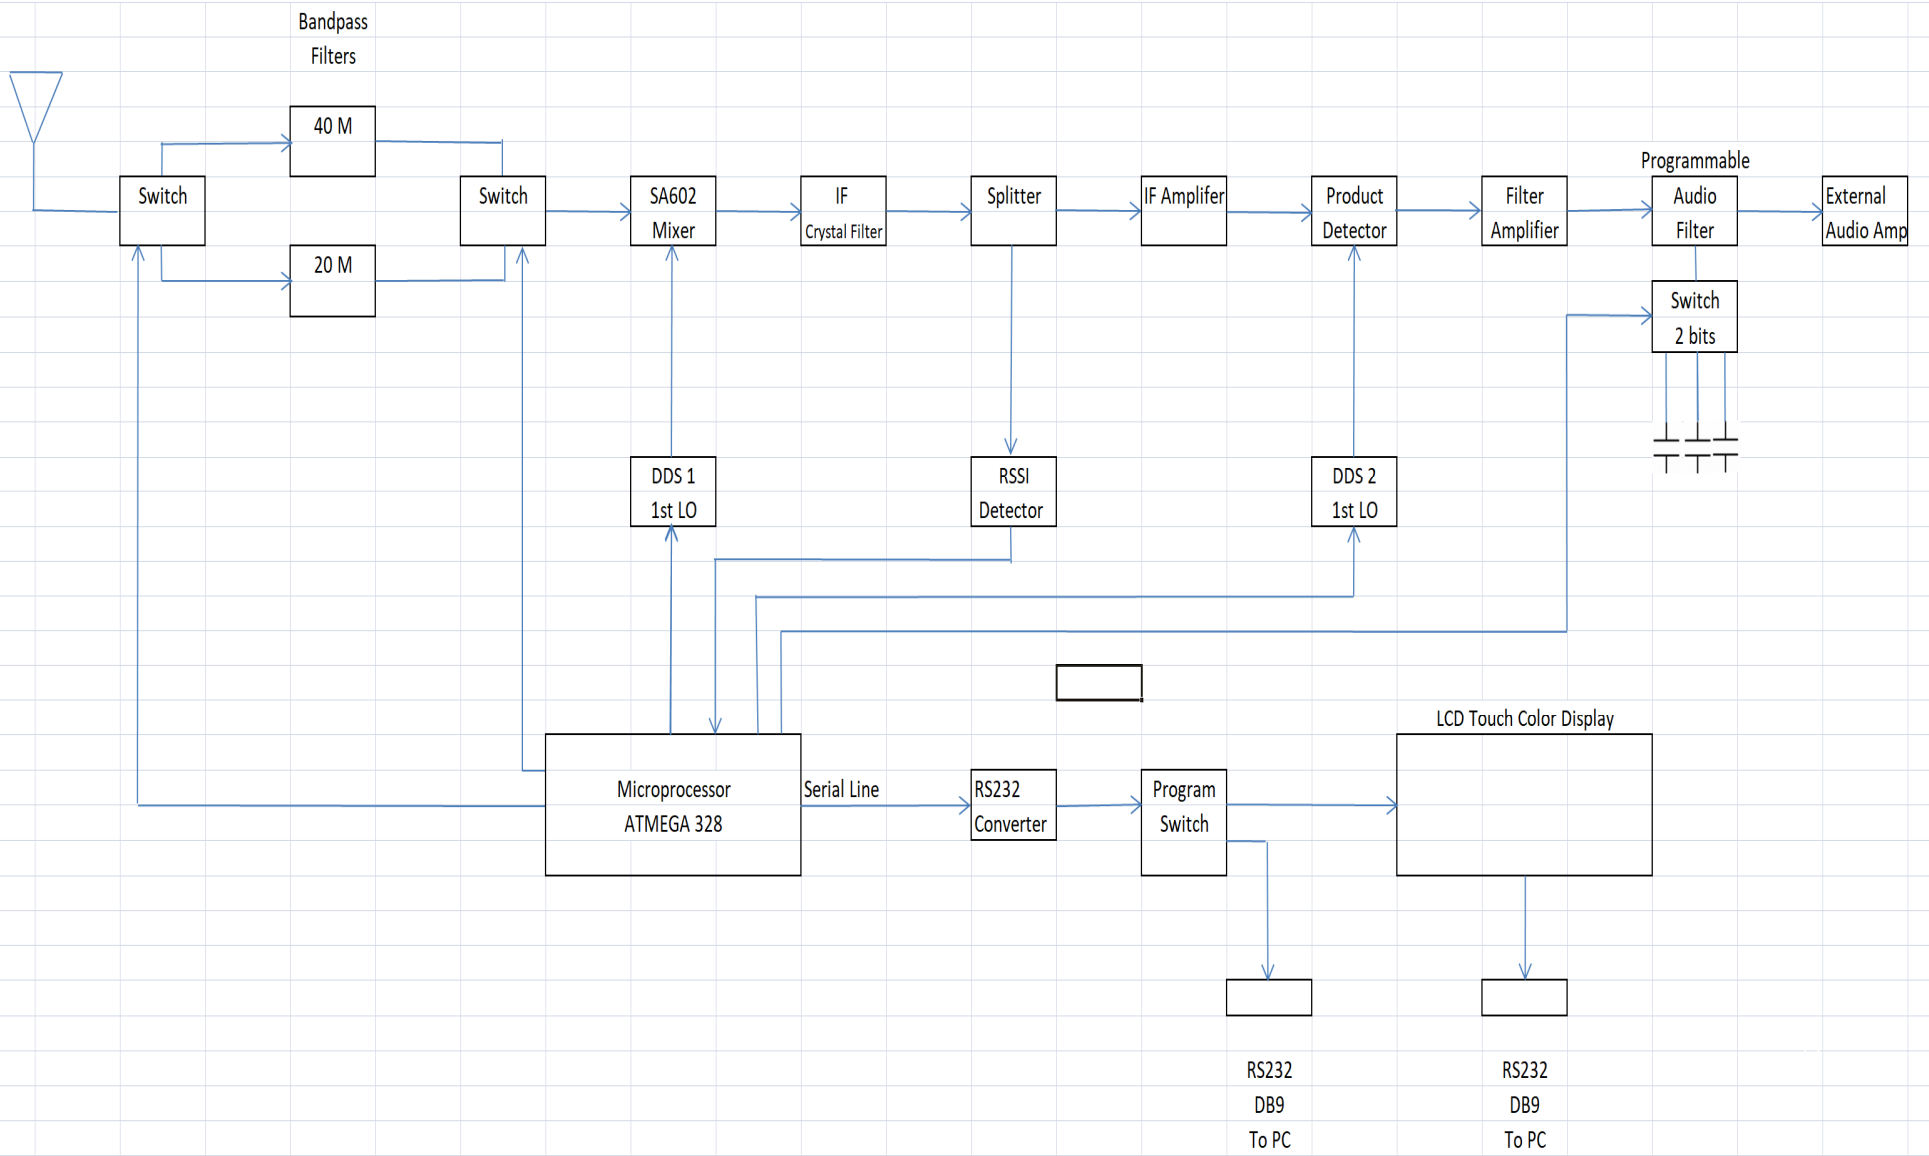 Bandpass
Filters
40 M
Programmable
Switch
Switch
SA602
Mixer
IF
Crystal Filter
Splitter
IF Amplifer
Product
Detector
Filter
Amplifier
Audio
Filter
External
Audio Amp
20 M
Switch
2 bits
DDS 1
1st LO
RSSI
Detector
DDS 2
1st LO
LCD Touch Color Display
Microprocessor
ATMEGA 328
Serial Line
RS232
Converter
Program
Switch
RS232
DB9
To PC
RS232
DB9
To PC